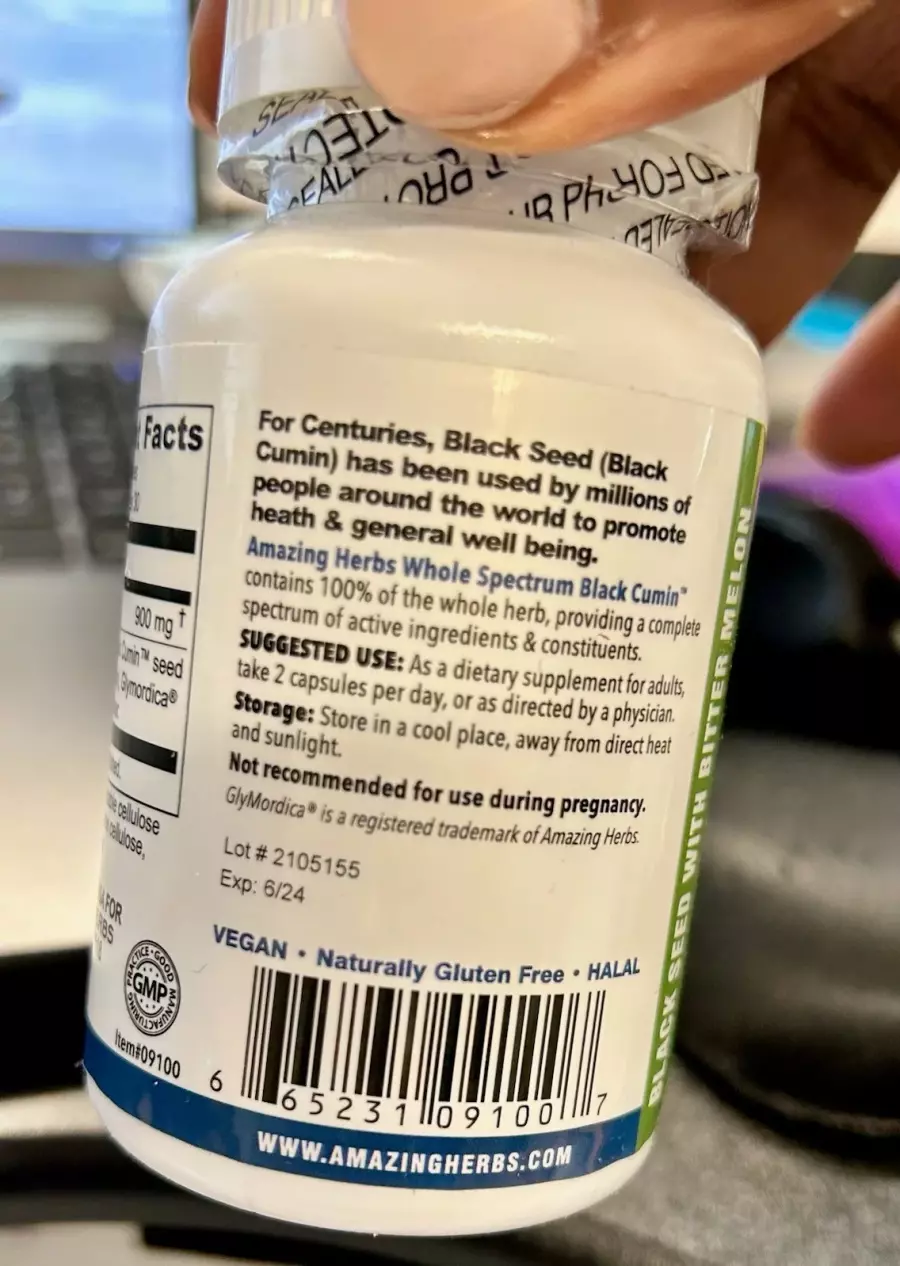 SEAL
FOR
Facts
900 mg †
Cumin™ seed
Glymordica®
cellulose
cellulose,
FOR
For Centuries, Black Seed (Black
Cumin) has been used by millions of
people around the world to promote
heath & general well being.
Amazing Herbs Whole Spectrum Black Cumin™
contains 100% of the whole herb, providing a complete
spectrum of active ingredients & constituents.
SUGGESTED USE: As a dietary supplement for adults,
take 2 capsules per day, or as directed by a physician.
Storage: Store in a cool place, away from direct heat
and sunlight.
Not recommended for use during pregnancy.
GlyMordica® is a registered trademark of Amazing Herbs.
Lot # 2105155
Exp: 6/24
VEGAN • Naturally Gluten Free • HALAL
GOOD MANUFACTURING PRACTICE
GMP
Item#09100
6 65231 09100 7
WWW.AMAZINGHERBS.COM
BLACK SEED WITH BITTER MELON